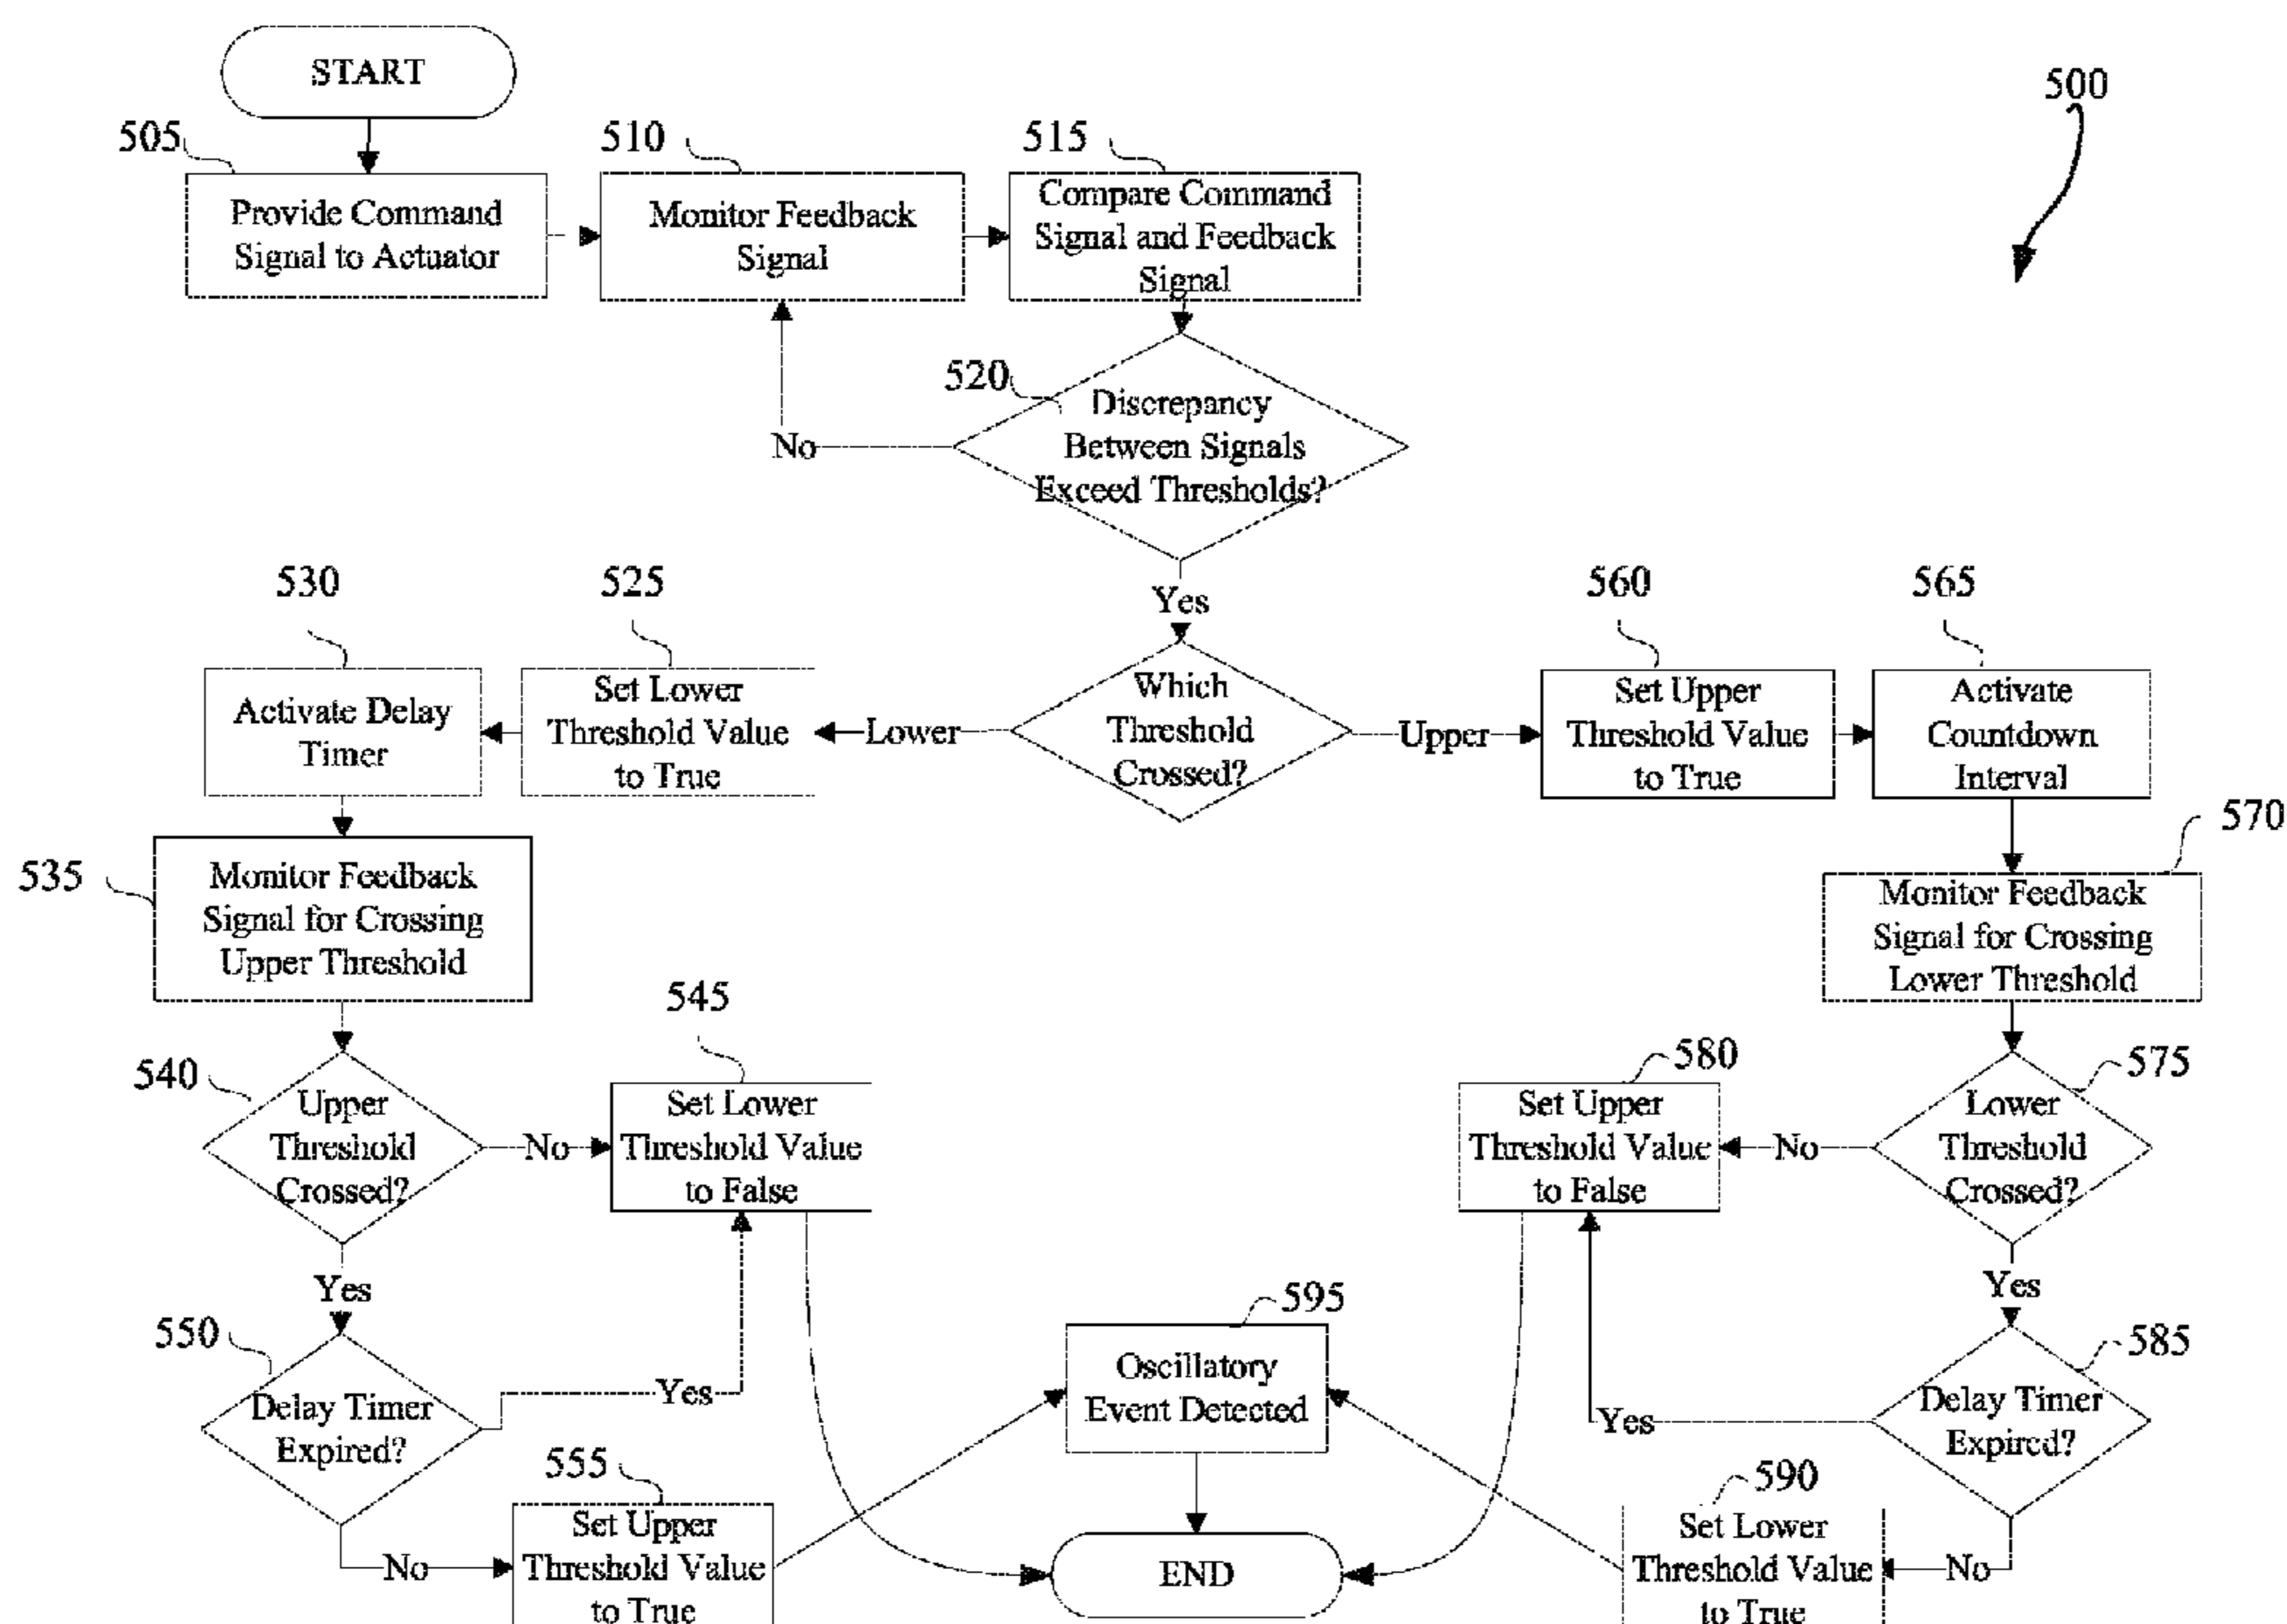 START
500
505
510
515
Provide Command
Signal to Actuator
Monitor Feedback
Signal
Compare Command
Signal and Feedback
Signal
520
Discrepancy
Between Signals
Exceed Thresholds?
No
Yes
530
525
560
565
Activate Delay
Timer
Set Lower
Threshold Value
to True
Lower
Which
Threshold
Crossed?
Upper
Set Upper
Threshold Value
to True
Activate
Countdown
Interval
535
Monitor Feedback
Signal for Crossing
Upper Threshold
570
Monitor Feedback
Signal for Crossing
Lower Threshold
540
Upper
Threshold
Crossed?
No
545
Set Lower
Threshold Value
to False
580
Set Upper
Threshold Value
to False
No
575
Lower
Threshold
Crossed?
Yes
Yes
550
Delay Timer
Expired?
Yes
595
Oscillatory
Event Detected
Yes
585
Delay Timer
Expired?
No
555
Set Upper
Threshold Value
to True
END
590
Set Lower
Threshold Value
to True
No